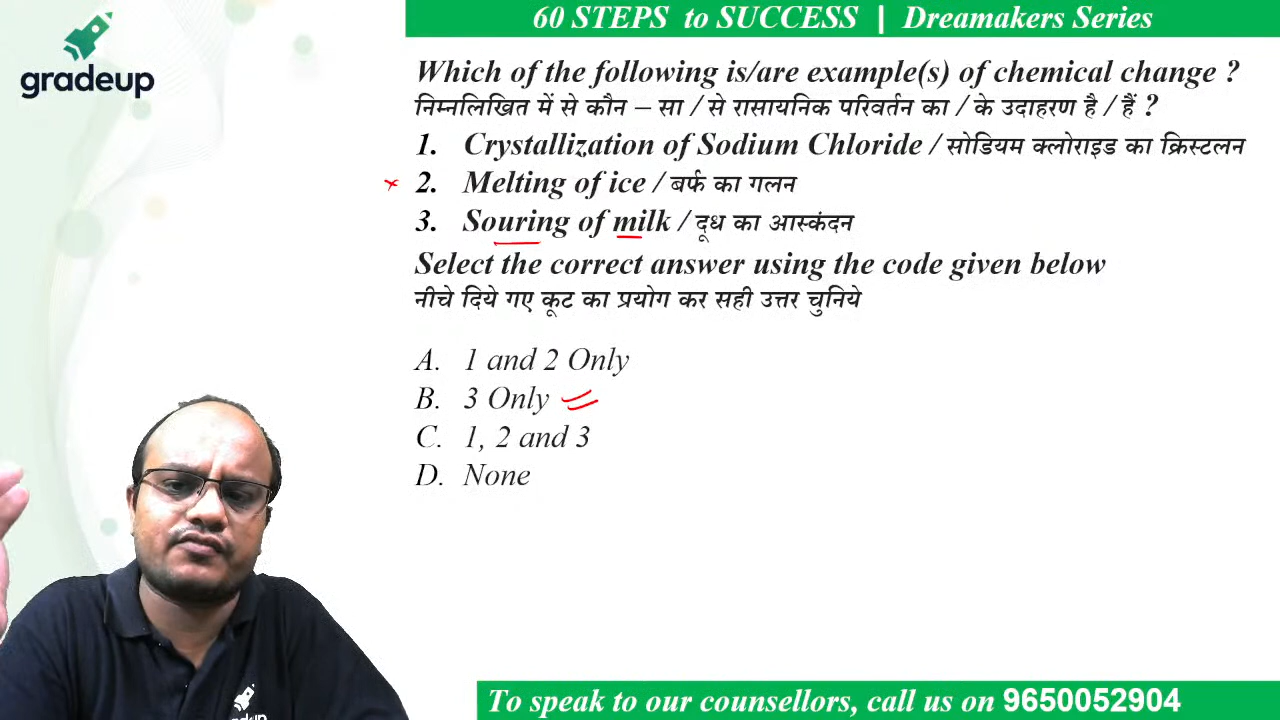 60 STEPS to SUCCESS | Dreamakers Series
gradeup
Which of the following is/are example(s) of chemical change ?
निम्नलिखित में से कौन – सा / से रासायनिक परिवर्तन का / के उदाहरण है / हैं ?
1. Crystallization of Sodium Chloride / सोडियम क्लोराइड का क्रिस्टलन
2. Melting of ice / बर्फ का गलन
3. Souring of milk / दूध का आस्कंदन
Select the correct answer using the code given below
नीचे दिये गए कूट का प्रयोग कर सही उत्तर चुनिये
A. 1 and 2 Only
B. 3 Only
C. 1, 2 and 3
D. None
To speak to our counsellors, call us on 9650052904